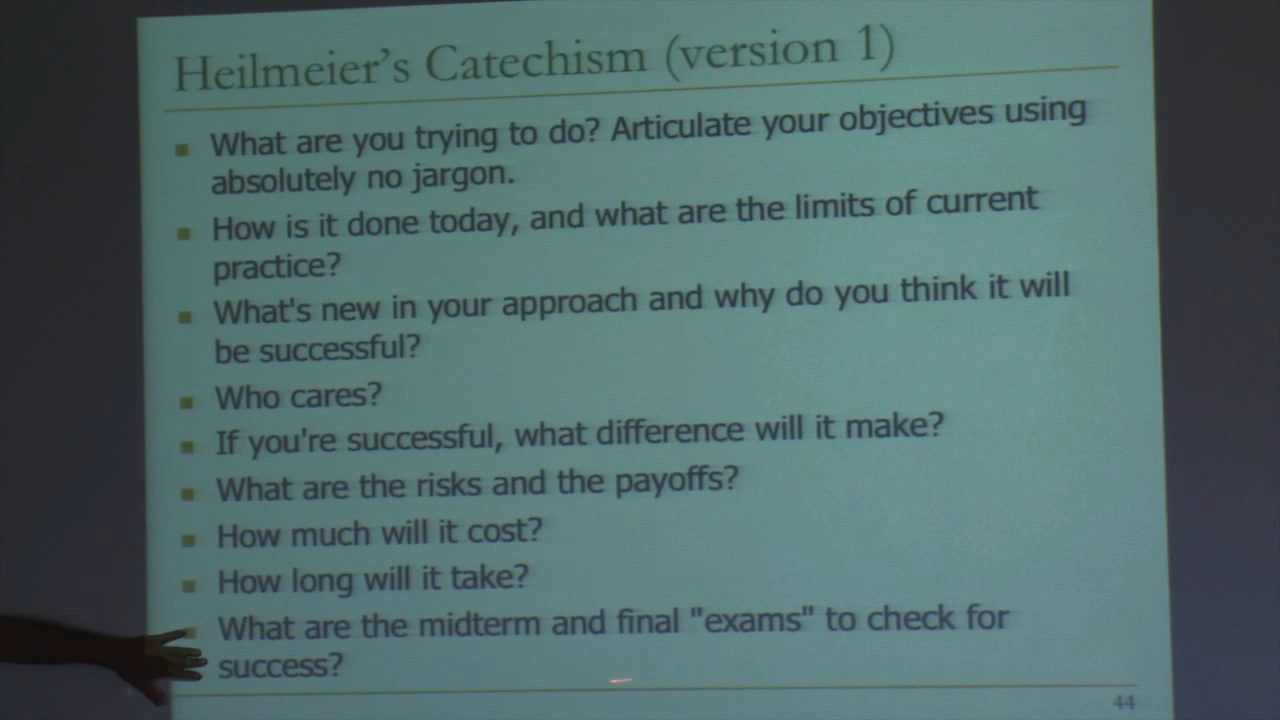 Heilmeier's Catechism (version 1)
What are you trying to do? Articulate your objectives using
absolutely no jargon.
How is it done today, and what are the limits of current
practice?
What's new in your approach and why do you think it will
be successful?
Who cares?
If you're successful, what difference will it make?
What are the risks and the payoffs?
How much will it cost?
How long will it take?
What are the midterm and final "exams" to check for
success?
44